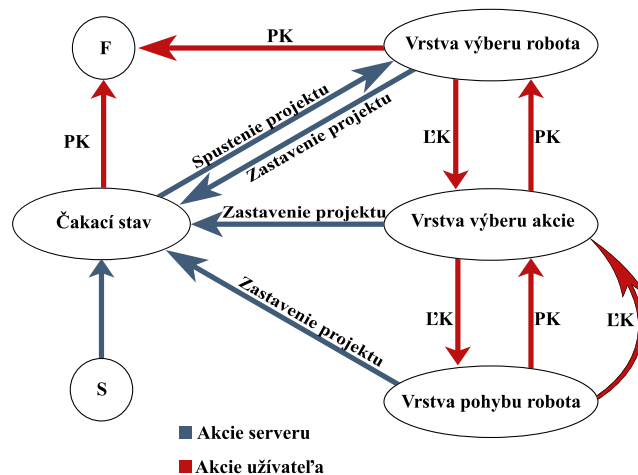 F
PK
Vrstva výberu robota
PK
Spustenie projektu
Zastavenie projektu
ĽK
PK
Čakací stav
Zastavenie projektu
Vrstva výberu akcie
Zastavenie projektu
ĽK
PK
ĽK
S
Vrstva pohybu robota
Akcie serveru
Akcie užívateľa